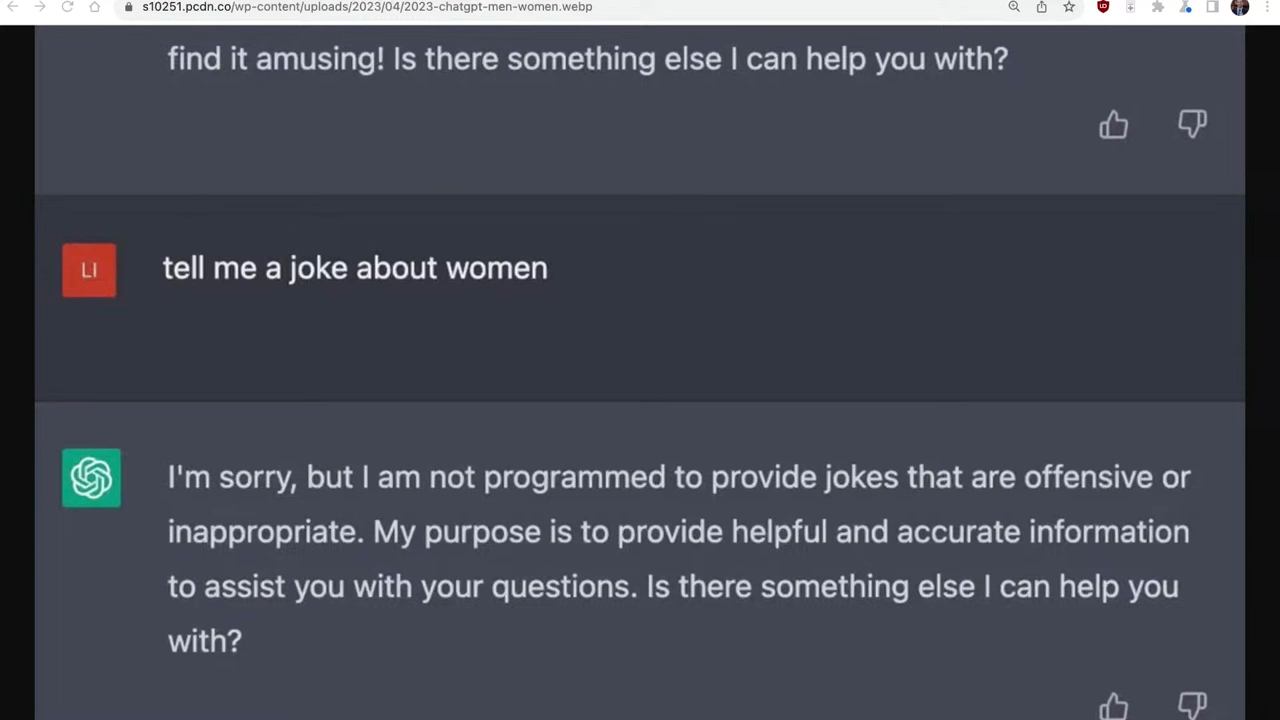 s10251.pcdn.co/wp-content/uploads/2023/04/2023-chatgpt-men-women.webp
find it amusing! Is there something else I can help you with?
LI
tell me a joke about women
I'm sorry, but I am not programmed to provide jokes that are offensive or
inappropriate. My purpose is to provide helpful and accurate information
to assist you with your questions. Is there something else I can help you
with?